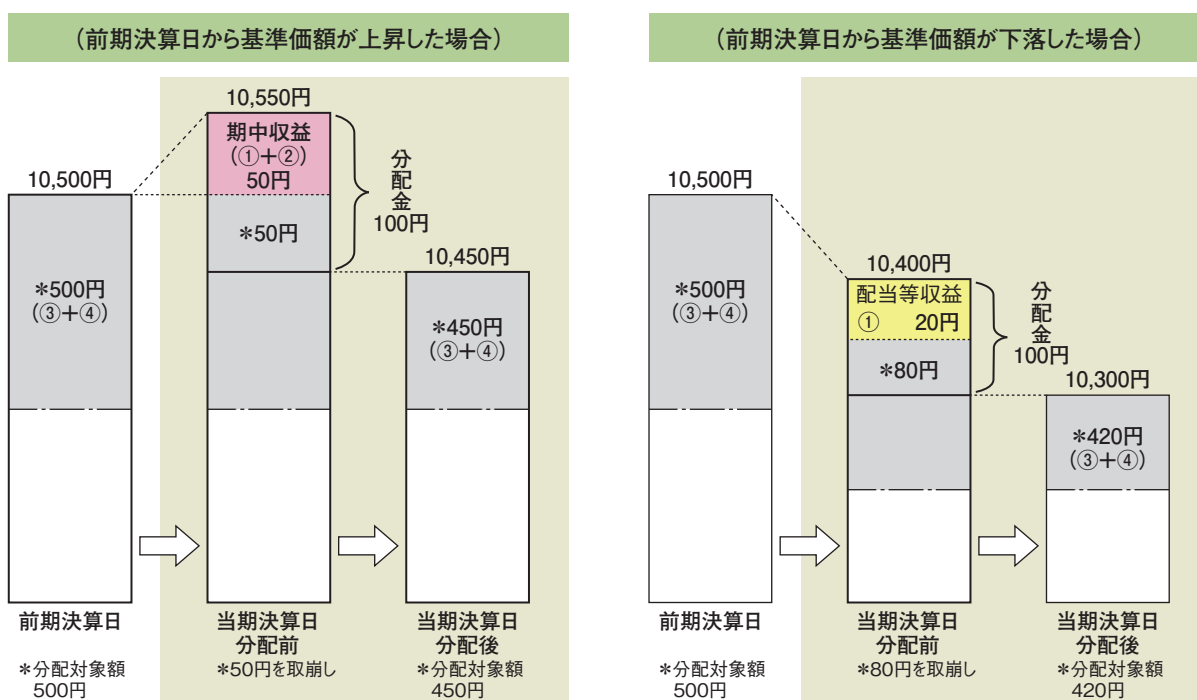 (前期決算日から基準価額が上昇した場合)
10,550円
期中収益
(①+②)
50円
10,500円
分配金
100円
*50円
10,450円
*500円
(③+④)
*450円
(③+④)
前期決算日
当期決算日
分配前
当期決算日
分配後
*分配対象額
500円
*50円を取崩し
*分配対象額
450円
(前期決算日から基準価額が下落した場合)
10,500円
10,400円
配当等収益
① 20円
分配金
100円
*500円
(③+④)
*80円
10,300円
*420円
(③+④)
前期決算日
当期決算日
分配前
当期決算日
分配後
*分配対象額
500円
*80円を取崩し
*分配対象額
420円